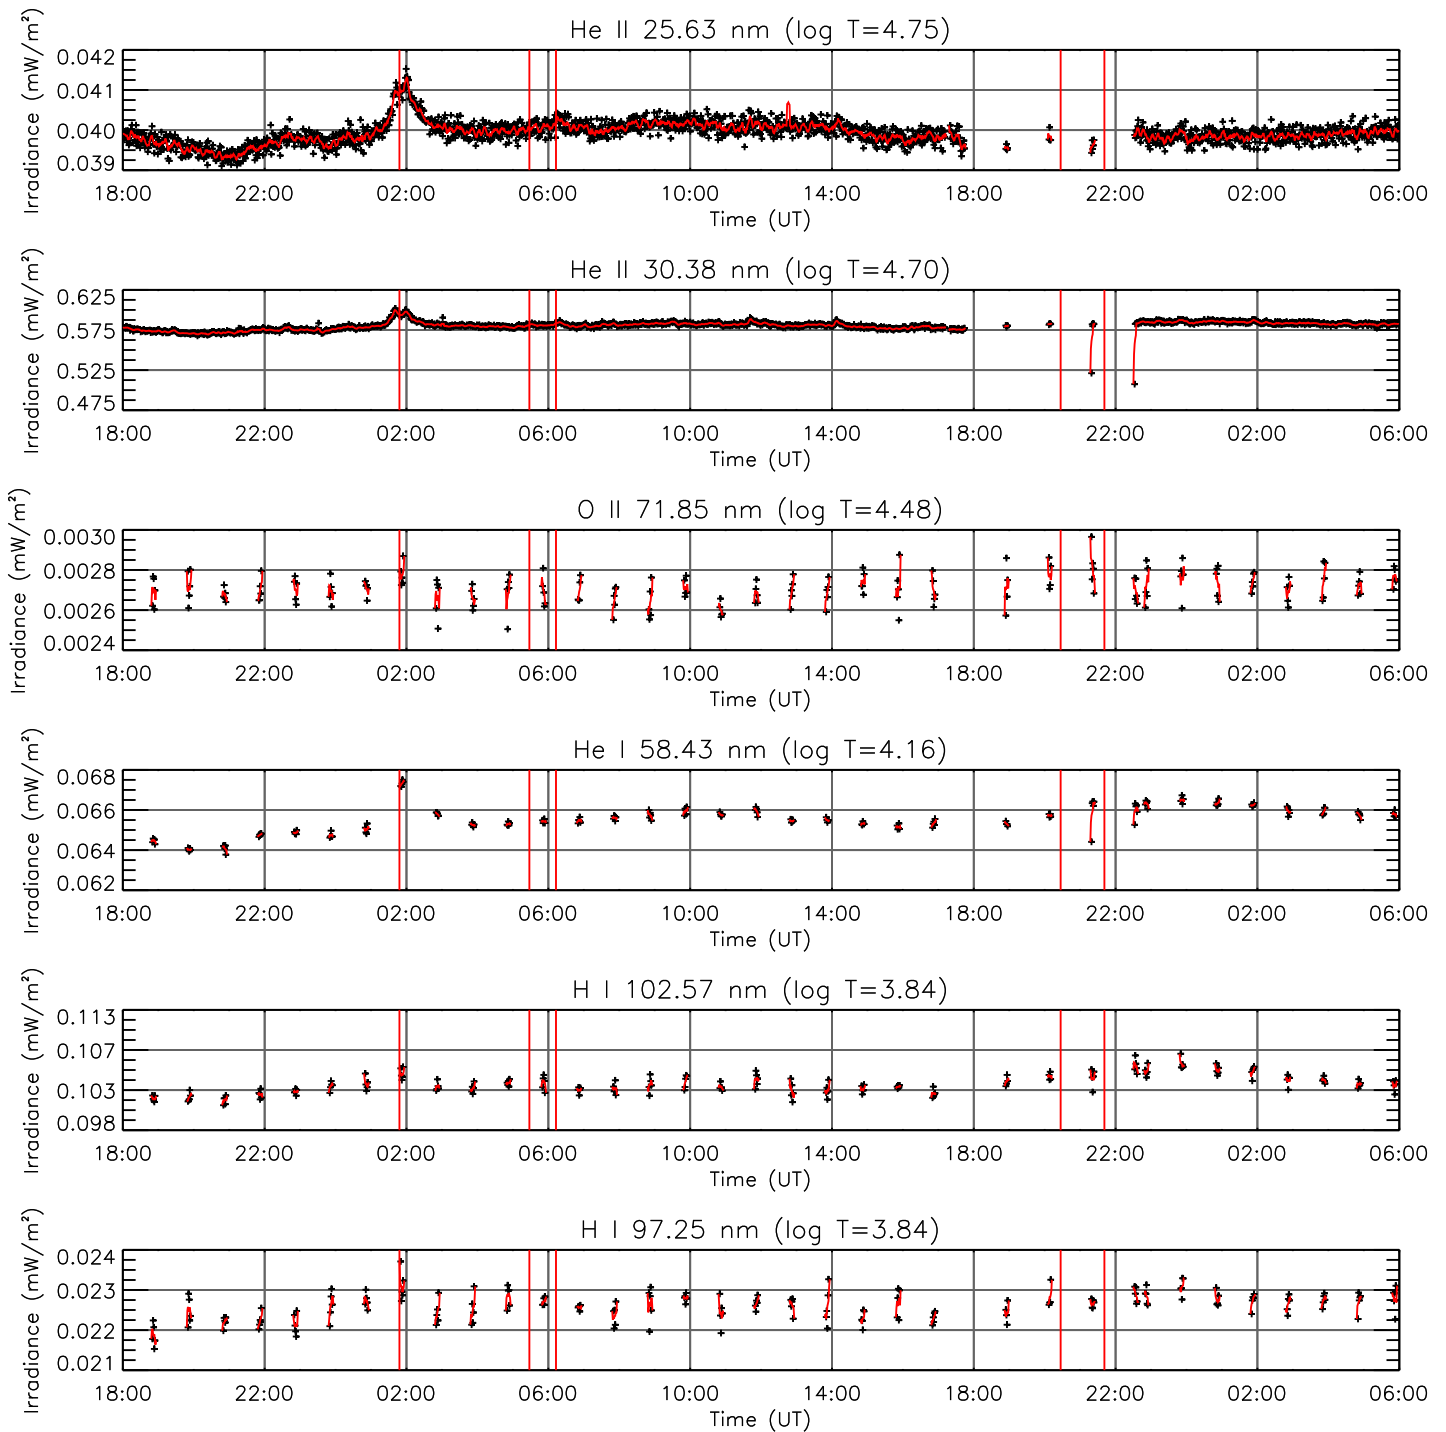 He II 25.63 nm (log T=4.75)
Irradiance (mW/m²)
0.042
0.041
0.040
0.039
18:00 22:00 02:00 06:00 10:00 14:00 18:00 22:00 02:00 06:00
Time (UT)
He II 30.38 nm (log T=4.70)
Irradiance (mW/m²)
0.625
0.575
0.525
0.475
18:00 22:00 02:00 06:00 10:00 14:00 18:00 22:00 02:00 06:00
Time (UT)
O II 71.85 nm (log T=4.48)
Irradiance (mW/m²)
0.0030
0.0028
0.0026
0.0024
18:00 22:00 02:00 06:00 10:00 14:00 18:00 22:00 02:00 06:00
Time (UT)
He I 58.43 nm (log T=4.16)
Irradiance (mW/m²)
0.068
0.066
0.064
0.062
18:00 22:00 02:00 06:00 10:00 14:00 18:00 22:00 02:00 06:00
Time (UT)
H I 102.57 nm (log T=3.84)
Irradiance (mW/m²)
0.113
0.107
0.103
0.098
18:00 22:00 02:00 06:00 10:00 14:00 18:00 22:00 02:00 06:00
Time (UT)
H I 97.25 nm (log T=3.84)
Irradiance (mW/m²)
0.024
0.023
0.022
0.021
18:00 22:00 02:00 06:00 10:00 14:00 18:00 22:00 02:00 06:00
Time (UT)